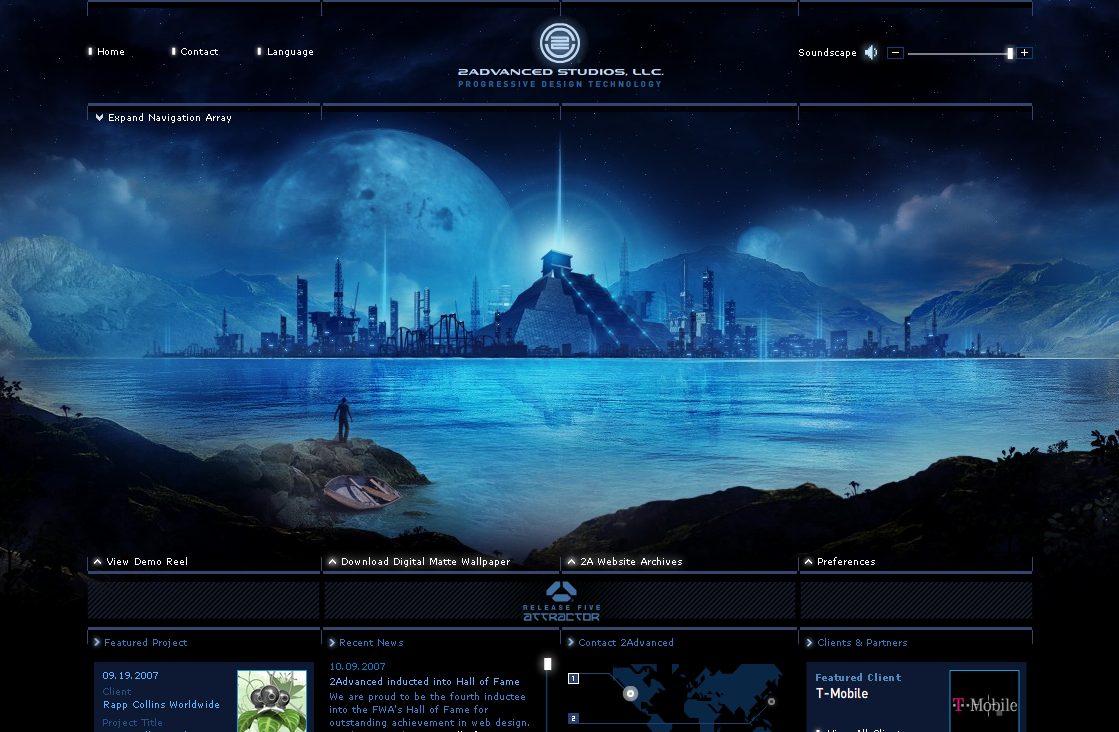 Home
Contact
Language
2ADVANCED STUDIOS, LLC.
PROGRESSIVE DESIGN TECHNOLOGY
Soundscape
Expand Navigation Array
View Demo Reel
Download Digital Matte Wallpaper
2A Website Archives
Preferences
RELEASE FIVE
ATTRACTOR
Featured Project
09.19.2007
Client
Rapp Collins Worldwide
Project Title
Recent News
10.09.2007
2Advanced inducted into Hall of Fame
We are proud to be the fourth inductee
into the FWA's Hall of Fame for
outstanding achievement in web design.
Contact 2Advanced
1
2
Clients & Partners
Featured Client
T-Mobile
T-Mobile